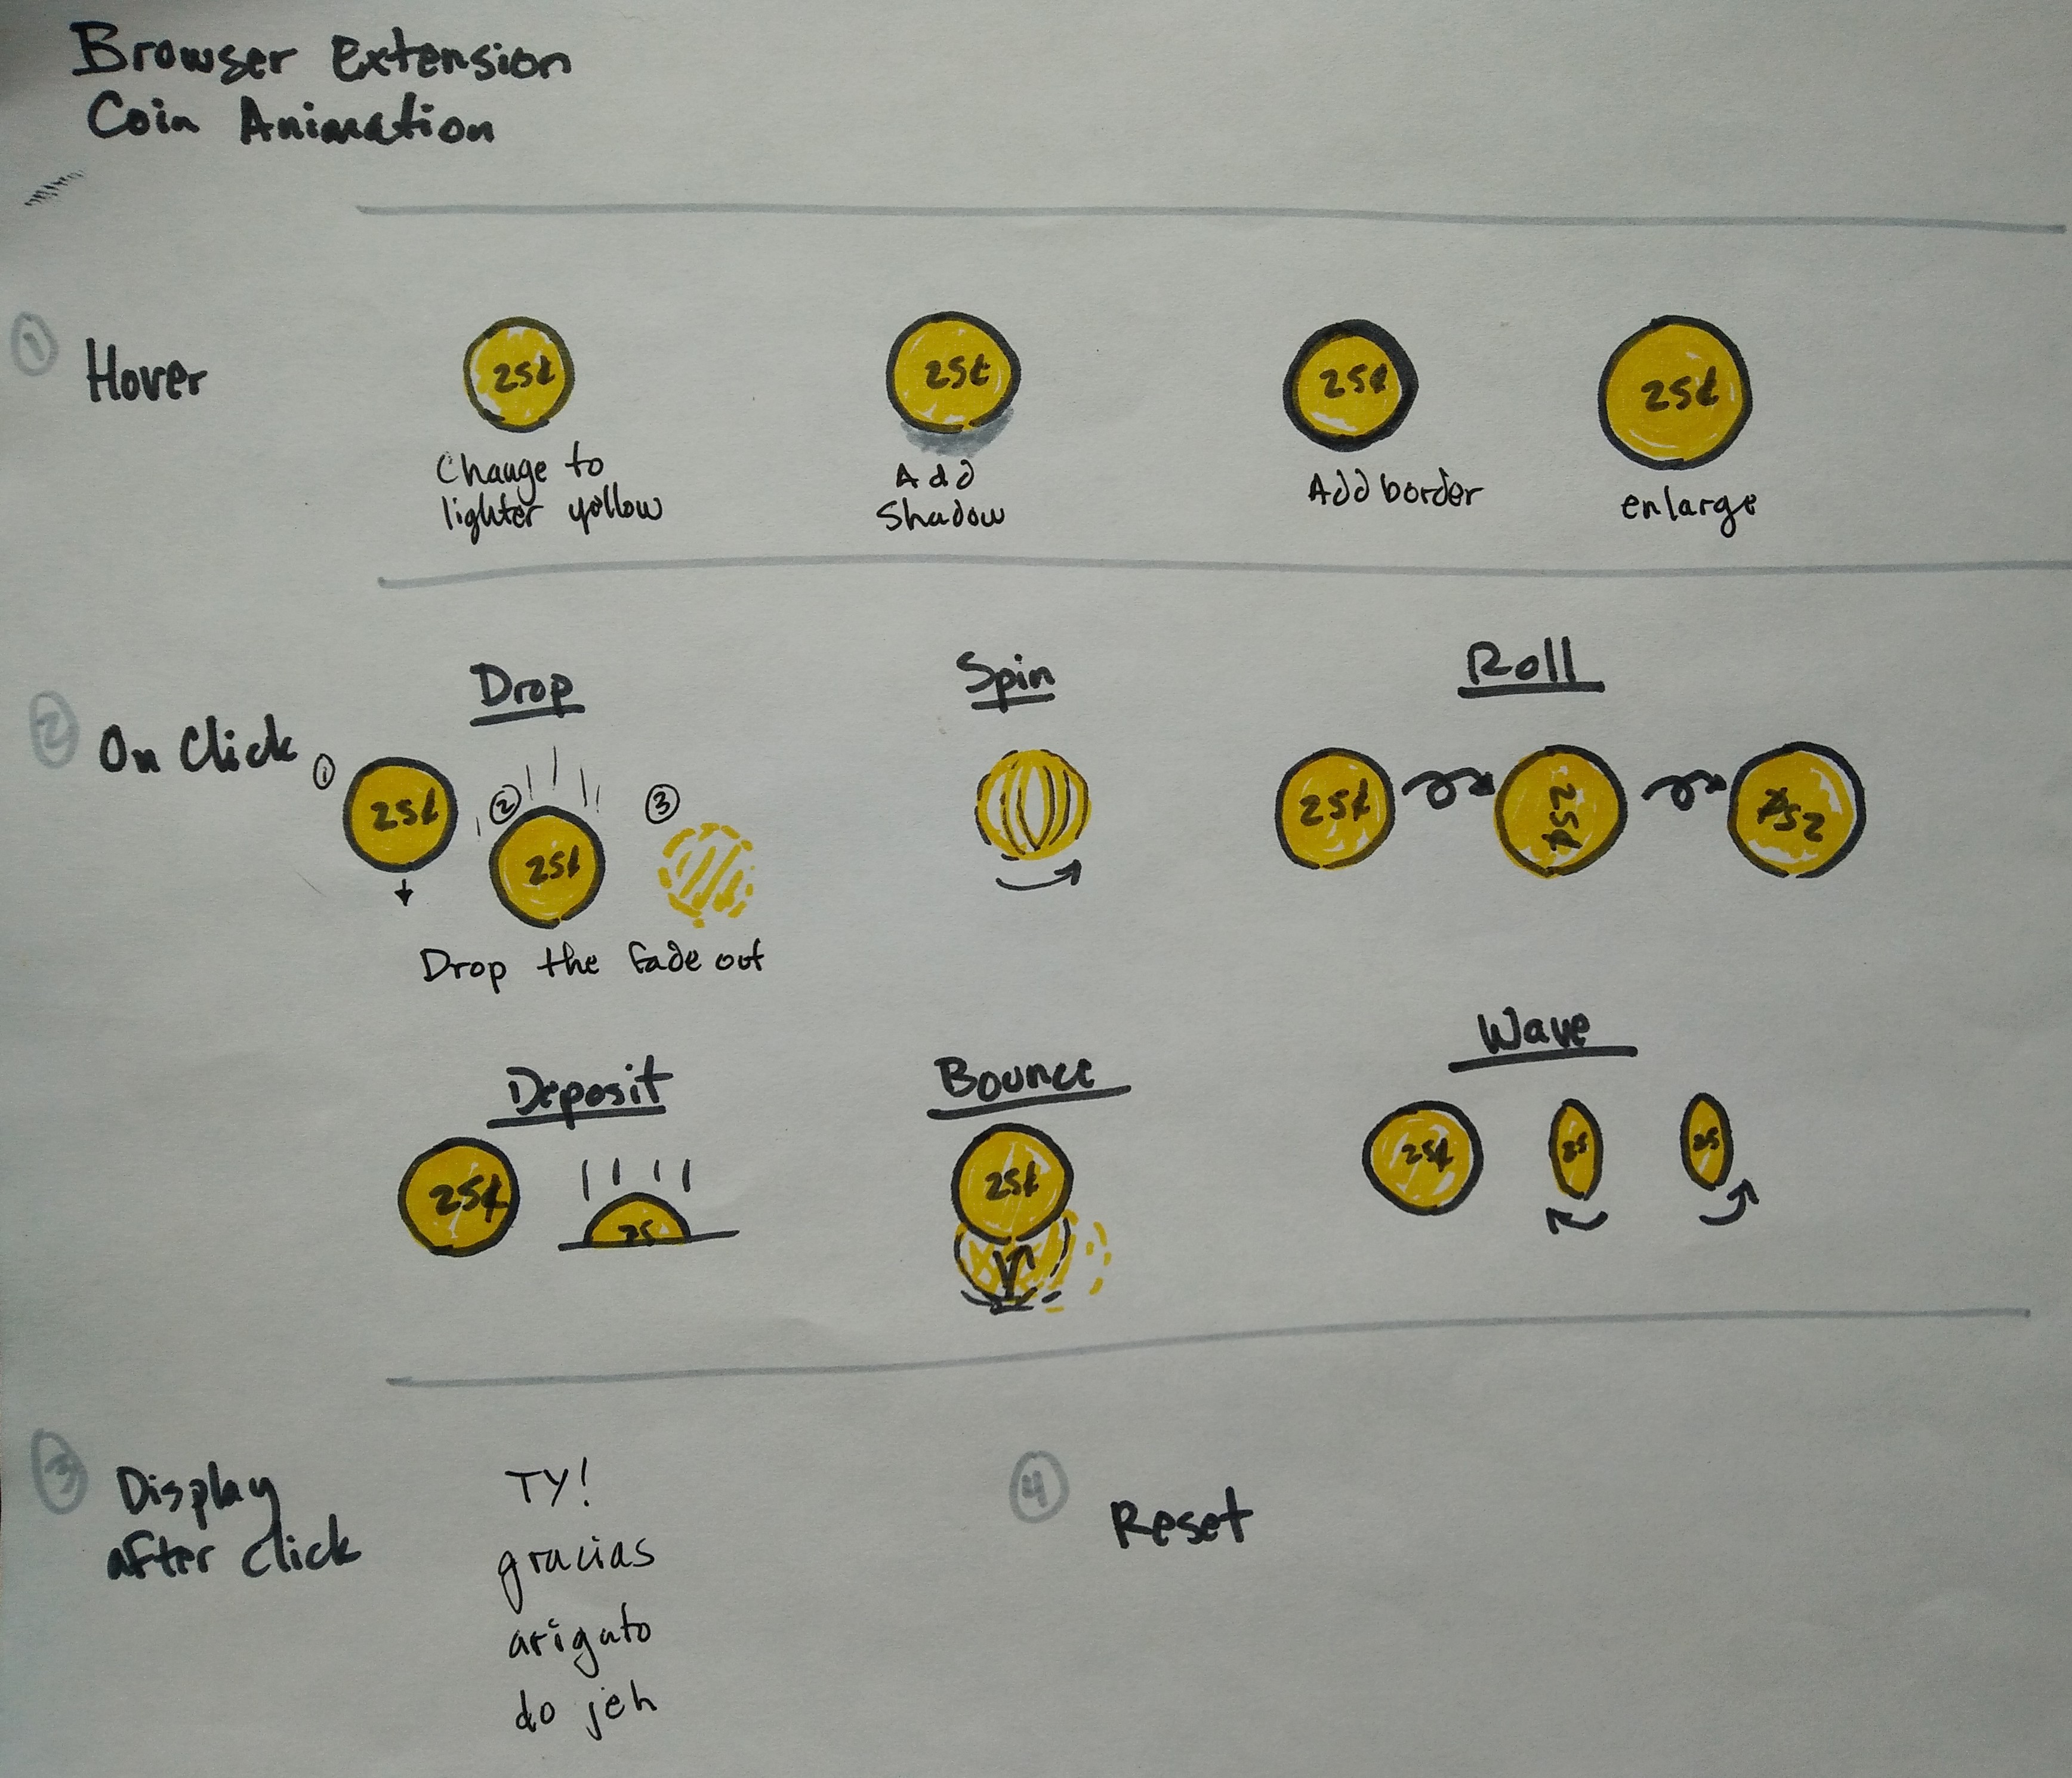 Browser Extension
Coin Animation
1
Hover
25¢
25¢
25¢
25¢
Change to
lighter yellow
Add
Shadow
Add border
enlarge
2
On Click
Drop
Spin
Roll
1
25¢
2
25¢
3
25¢
25¢
25¢
Drop the fade out
Deposit
Bounce
Wave
25¢
25
25¢
25¢
25
25
3
Display
after click
TY!
gracias
arigato
do jeh
4
Reset